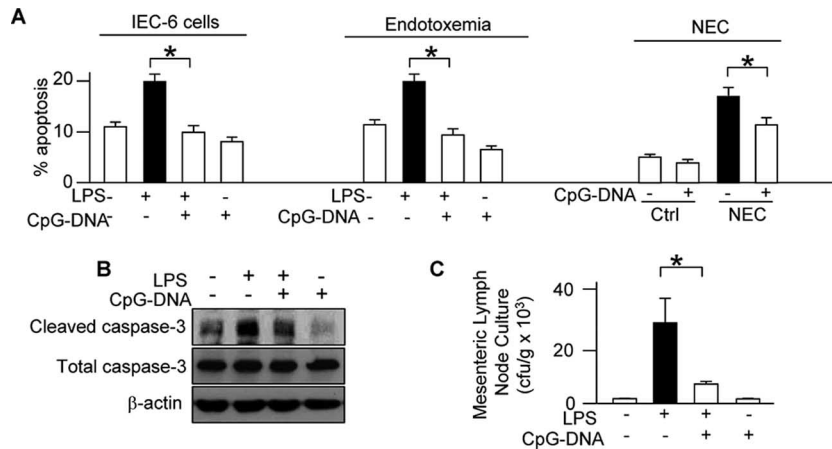 A
IEC-6 cells
Endotoxemia
NEC
*
*
*
% apoptosis
20
10
0
LPS- + + -
CpG-DNA- - + +
LPS- + + -
CpG-DNA - - + +
CpG-DNA - + - +
Ctrl NEC
B
LPS - + + -
CpG-DNA - - + +
Cleaved caspase-3
Total caspase-3
β-actin
C
*
Mesenteric Lymph
Node Culture
(cfu/g x 10³)
40
20
0
LPS - + + -
CpG-DNA - - + +